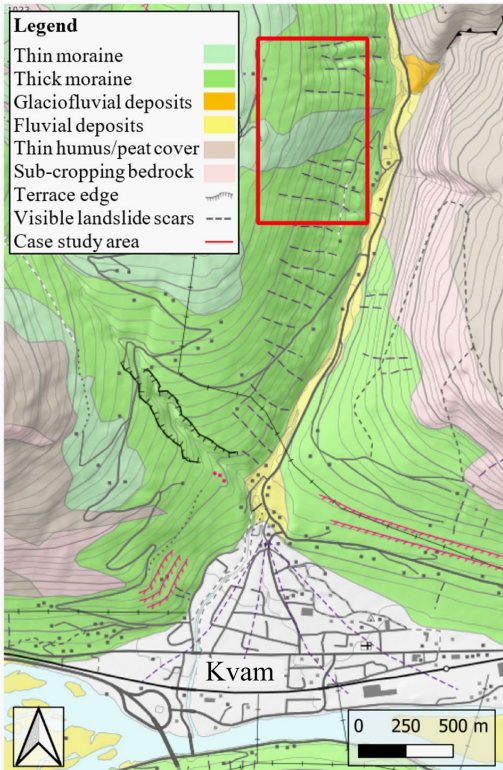 Legend
Thin moraine
Thick moraine
Glaciofluvial deposits
Fluvial deposits
Thin humus/peat cover
Sub-cropping bedrock
Terrace edge
Visible landslide scars
Case study area
Kvam
0 250 500 m